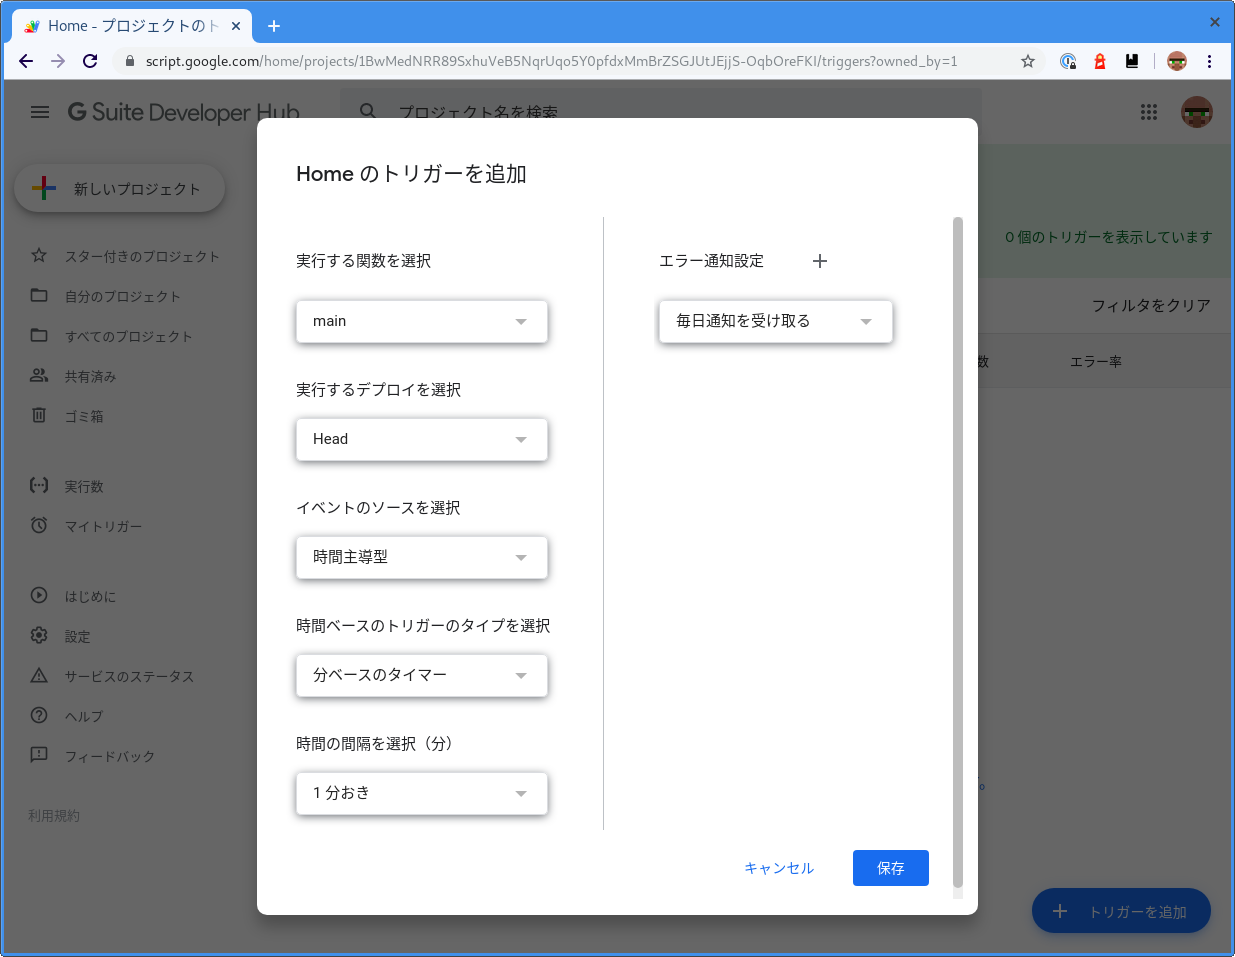 Home - プロジェクトのト
script.google.com/home/projects/1BwMedNRR89SxhuVeB5NqrUqo5Y0pfdxMmBrZSGJUtJEjjS-OqbOreFKI/triggers?owned_by=1
G Suite Developer Hub
プロジェクト名を検索
新しいプロジェクト
スター付きのプロジェクト
自分のプロジェクト
すべてのプロジェクト
共有済み
ゴミ箱
実行数
マイトリガー
はじめに
設定
サービスのステータス
ヘルプ
フィードバック
利用規約
Home のトリガーを追加
実行する関数を選択
main
実行するデプロイを選択
Head
イベントのソースを選択
時間主導型
時間ベースのトリガーのタイプを選択
分ベースのタイマー
時間の間隔を選択（分）
1 分おき
エラー通知設定
毎日通知を受け取る
キャンセル
保存
0 個のトリガーを表示しています
フィルタをクリア
数
エラー率
。
トリガーを追加